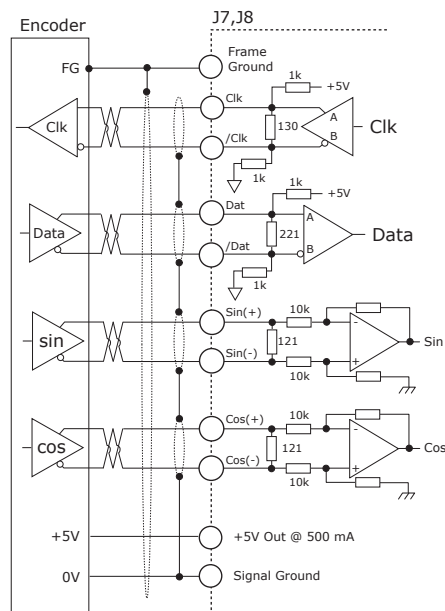 Encoder
J7,J8
FG
Frame
Ground
1k
+5V
Clk
Clk
130
A
B
Clk
/Clk
1k
1k
+5V
Dat
Data
221
A
B
Data
/Dat
1k
Sin(+)
10k
-
sin
121
Sin
Sin(-)
+
10k
Cos(+)
10k
-
cos
121
Cos
Cos(-)
+
10k
+5V
+5V Out @ 500 mA
0V
Signal Ground